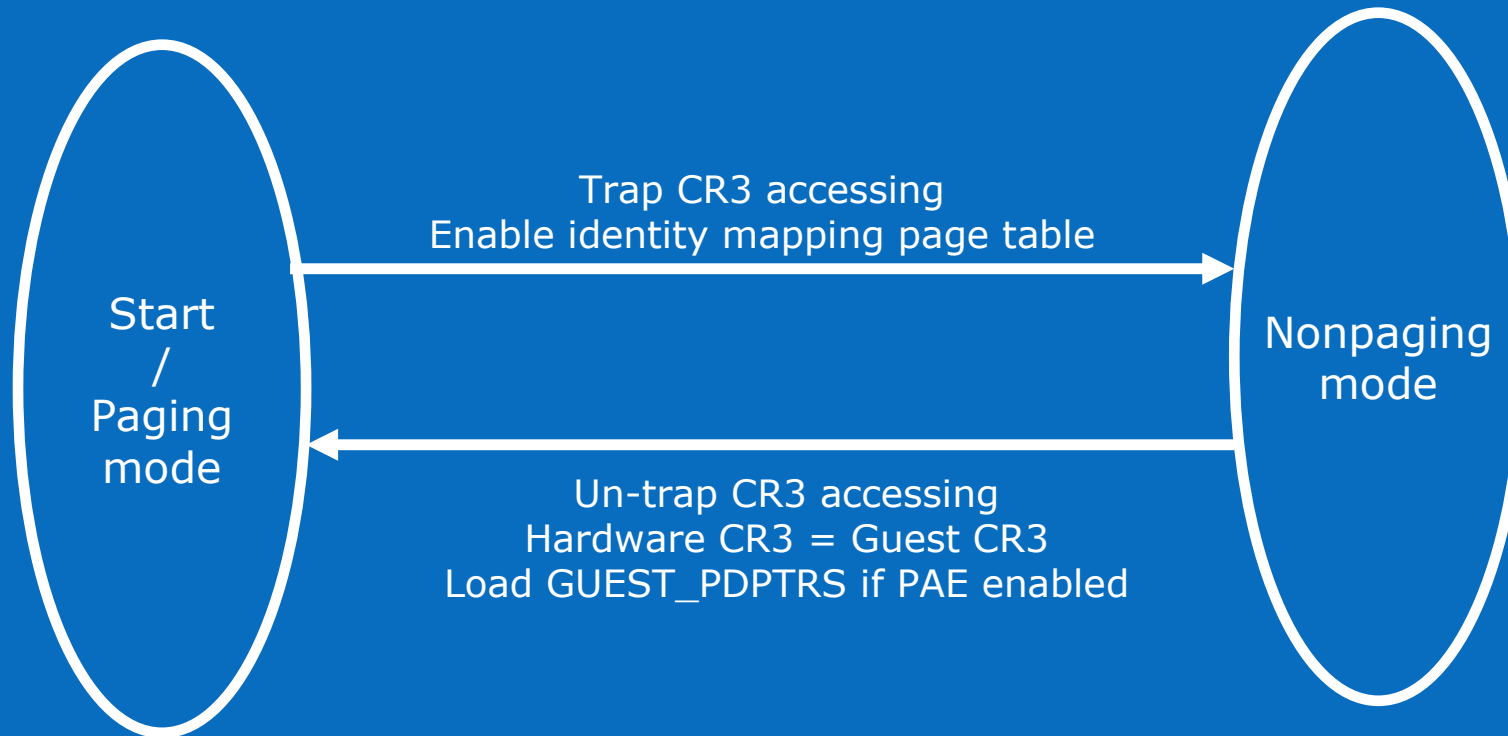 Start
/
Paging
mode
Trap CR3 accessing
Enable identity mapping page table
Un-trap CR3 accessing
Hardware CR3 = Guest CR3
Load GUEST_PDPTRS if PAE enabled
Nonpaging
mode